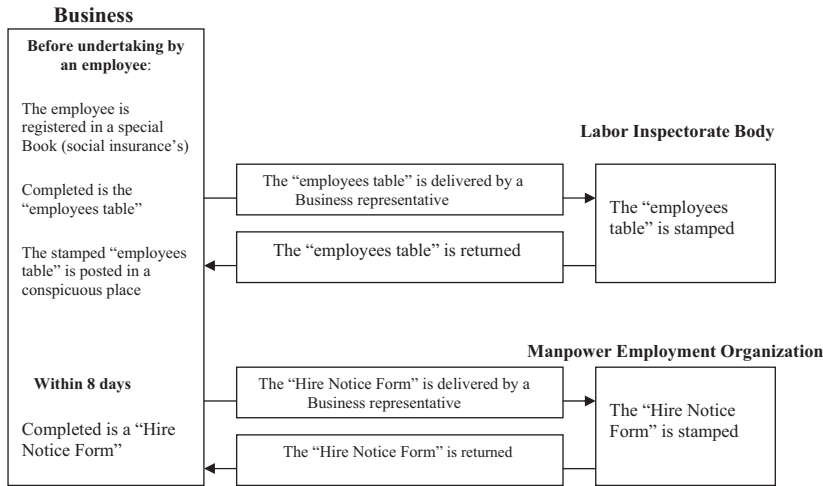 Business
Before undertaking by
an employee:
The employee is
registered in a special
Book (social insurance’s)
Completed is the
“employees table”
The stamped “employees
table” is posted in a
conspicuous place
Within 8 days
Completed is a “Hire
Notice Form”
The “employees table” is delivered by a
Business representative
The “employees table” is returned
Labor Inspectorate Body
The “employees
table” is stamped
Manpower Employment Organization
The “Hire Notice Form” is delivered by a
Business representative
The “Hire Notice Form” is returned
The “Hire Notice
Form” is stamped